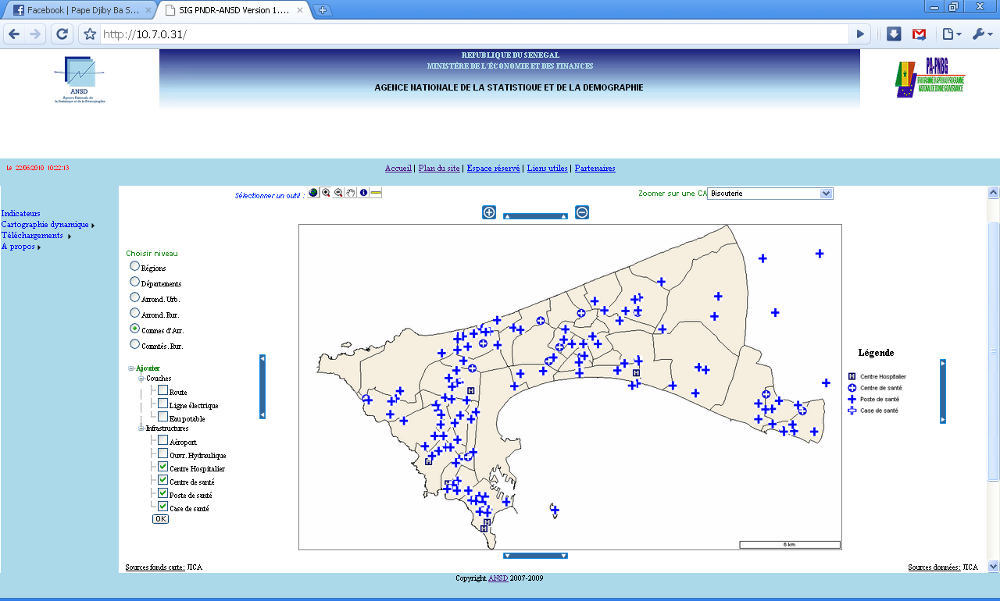 Facebook | Pape Djiby Ba S...
SIG PNDR-ANSD Version 1....
http://10.7.0.31/
REPUBLIQUE DU SENEGAL
MINISTÈRE DE L'ÉCONOMIE ET DES FINANCES
AGENCE NATIONALE DE LA STATISTIQUE ET DE LA DEMOGRAPHIE
ANSD
Agence Nationale de
la Statistique et de la Démographie
PA-PNBG
PROGRAMME D'APPUI AU PROGRAMME
NATIONAL DE BONNE GOUVERNANCE
Le 22/06/2010 10:22:13
Accueil | Plan du site | Espace réservé | Liens utiles | Partenaires
Indicateurs
Cartographie dynamique
Téléchargements
A propos
Sélectionner un outil :
Zoomer sur une CA
Biscuterie
Choisir niveau
Régions
Départements
Arrond. Urb.
Arrond. Rur.
Comnes d'Arr.
Comntés. Rur.
Ajouter
Couches
Route
Ligne électrique
Eau potable
Infrastructures
Aéroport
Ouvr. Hydraulique
Centre Hospitalier
Centre de santé
Poste de santé
Case de santé
OK
H
H
H
H
H
6 km
Légende
H Centre Hospitalier
Centre de santé
Poste de santé
Case de santé
Sources fonds carte: JICA
Sources données: JICA
Copyright ANSD 2007-2009